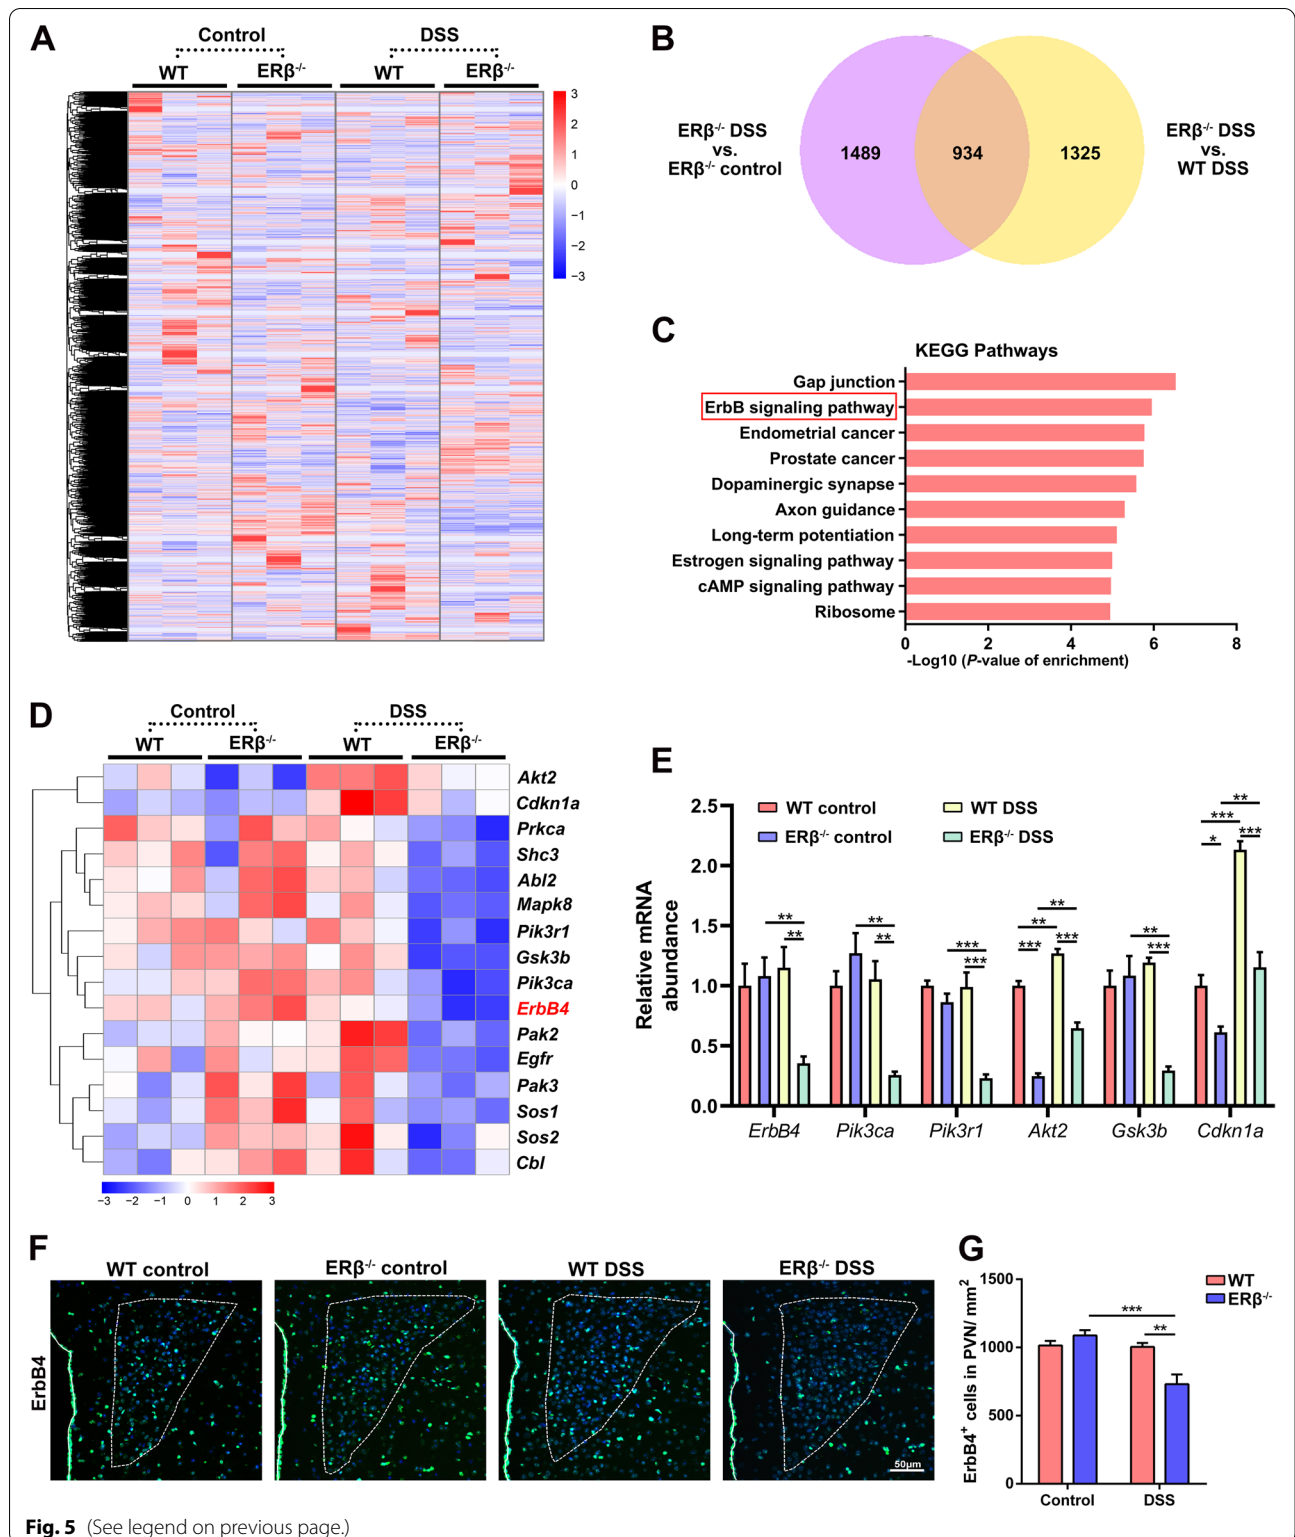 A
Control
DSS
WT
ERβ-/-
WT
ERβ-/-
3
2
1
0
−1
−2
−3
B
ERβ-/- DSS
vs.
ERβ-/- control
1489
934
1325
ERβ-/- DSS
vs.
WT DSS
C
KEGG Pathways
Gap junction
ErbB signaling pathway
Endometrial cancer
Prostate cancer
Dopaminergic synapse
Axon guidance
Long-term potentiation
Estrogen signaling pathway
cAMP signaling pathway
Ribosome
0 2 4 6 8
-Log10 (P-value of enrichment)
D
Control
DSS
WT
ERβ-/-
WT
ERβ-/-
Akt2
Cdkn1a
Prkca
Shc3
Abl2
Mapk8
Pik3r1
Gsk3b
Pik3ca
ErbB4
Pak2
Egfr
Pak3
Sos1
Sos2
Cbl
−3 −2 −1 0 1 2 3
E
WT control
WT DSS
ERβ-/- control
ERβ-/- DSS
Relative mRNA
abundance
2.5
2.0
1.5
1.0
0.5
0.0
**
**
**
**
***
***
**
**
***
***
**
***
**
***
*
***
ErbB4 Pik3ca Pik3r1 Akt2 Gsk3b Cdkn1a
F
WT control
ERβ-/- control
WT DSS
ERβ-/- DSS
ErbB4
50μm
G
WT
ERβ-/-
ErbB4+ cells in PVN/ mm2
1500
1000
500
0
***
**
Control DSS
Fig. 5 (See legend on previous page.)